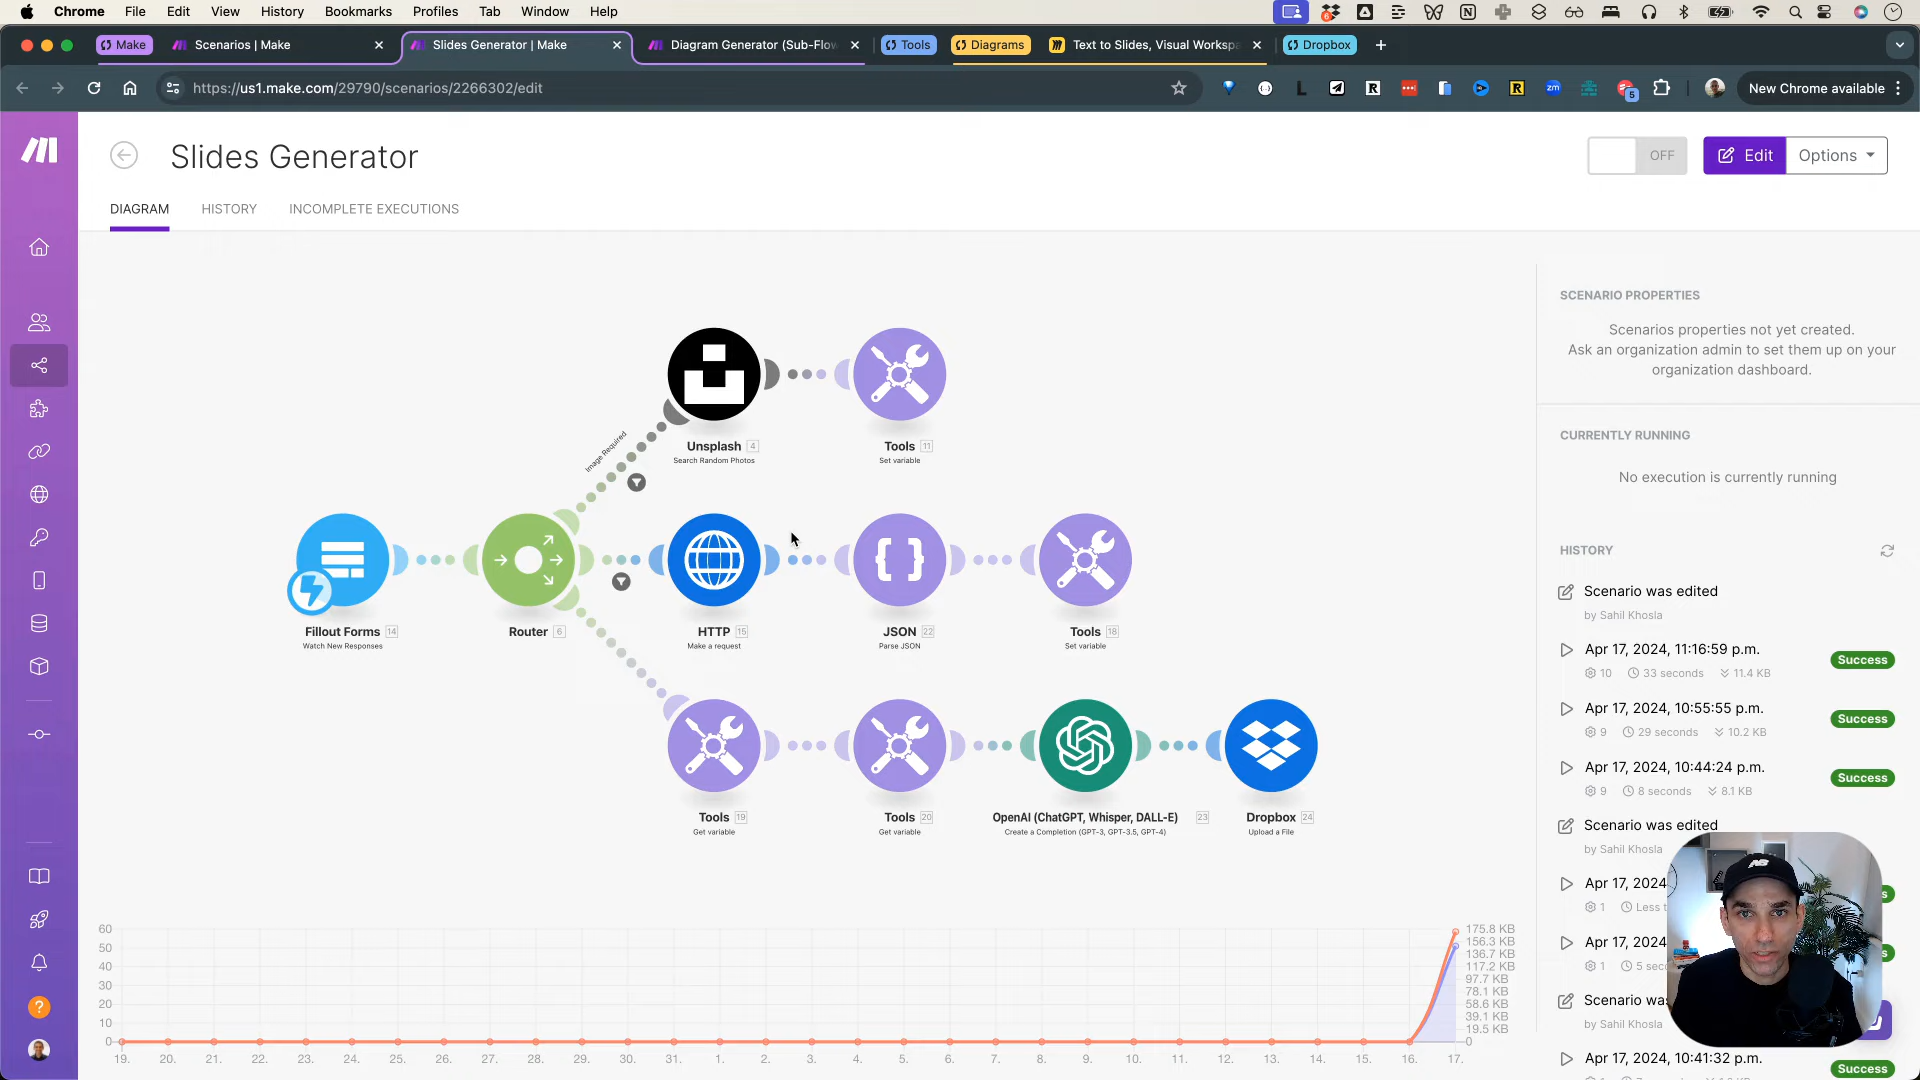 Chrome File Edit View History Bookmarks Profiles Tab Window Help
Make Scenarios | Make Slides Generator | Make Diagram Generator (Sub-Flow Tools Diagrams Text to Slides, Visual Workspa Dropbox
https://us1.make.com/29790/scenarios/2266302/edit New Chrome available
Slides Generator
OFF Edit Options
DIAGRAM HISTORY INCOMPLETE EXECUTIONS
SCENARIO PROPERTIES
Scenarios properties not yet created.
Ask an organization admin to set them up on your
organization dashboard.
CURRENTLY RUNNING
No execution is currently running
Image Required
Unsplash 4
Search Random Photos
Tools 11
Set variable
Fillout Forms 14
Watch New Responses
Router 6
HTTP 15
Make a request
JSON 22
Parse JSON
Tools 18
Set variable
Tools 19
Get variable
Tools 20
Get variable
OpenAI (ChatGPT, Whisper, DALL-E) 23
Create a Completion (GPT-3, GPT-3.5, GPT-4)
Dropbox 24
Upload a File
HISTORY
Scenario was edited
by Sahil Khosla
Apr 17, 2024, 11:16:59 p.m. Success
10 33 seconds 11.4 KB
Apr 17, 2024, 10:55:55 p.m. Success
9 29 seconds 10.2 KB
Apr 17, 2024, 10:44:24 p.m. Success
9 8 seconds 8.1 KB
Scenario was edited
by Sahil Khosla
Apr 17, 2024
1 Less t
Apr 17, 2024
1 5 sec
Scenario was
by Sahil Khosla
Apr 17, 2024, 10:41:32 p.m. Success
60
50
40
30
20
10
0
175.8 KB
156.3 KB
136.7 KB
117.2 KB
97.7 KB
78.1 KB
58.6 KB
39.1 KB
19.5 KB
0
19. 20. 21. 22. 23. 24. 25. 26. 27. 28. 29. 30. 31. 1. 2. 3. 4. 5. 6. 7. 8. 9. 10. 11. 12. 13. 14. 15. 16. 17.